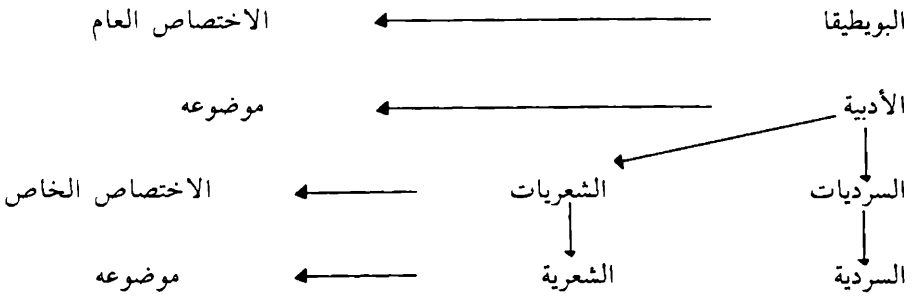 البويطيقا الاختصاص العام
الأدبية موضوعه
السرديات الشعريات الاختصاص الخاص
السردية الشعرية موضوعه